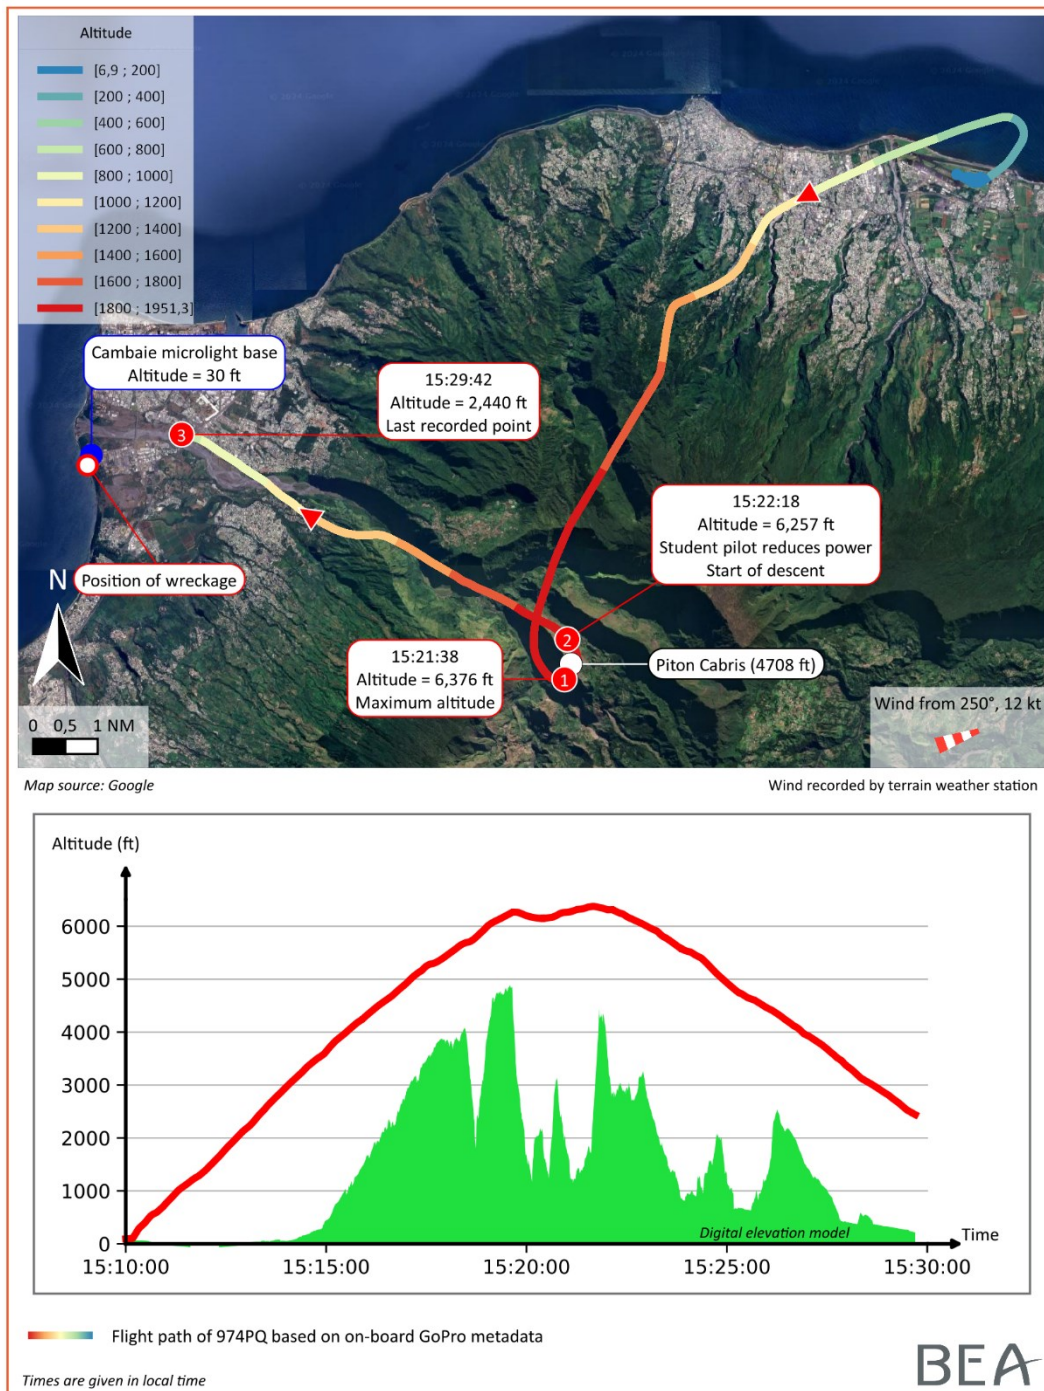 Altitude
[6,9 ; 200]
[200 ; 400]
[400 ; 600]
[600 ; 800]
[800 ; 1000]
[1000 ; 1200]
[1200 ; 1400]
[1400 ; 1600]
[1600 ; 1800]
[1800 ; 1951,3]
Cambaie microlight base
Altitude = 30 ft
15:29:42
Altitude = 2,440 ft
Last recorded point
3
15:22:18
Altitude = 6,257 ft
Student pilot reduces power
Start of descent
Position of wreckage
N
2
15:21:38
Altitude = 6,376 ft
Maximum altitude
1
Piton Cabris (4708 ft)
0 0,5 1 NM
Wind from 250°, 12 kt
Map source: Google
Wind recorded by terrain weather station
Altitude (ft)
6000
5000
4000
3000
2000
1000
0
Digital elevation model
Time
15:10:00
15:15:00
15:20:00
15:25:00
15:30:00
Flight path of 974PQ based on on-board GoPro metadata
Times are given in local time
BEA